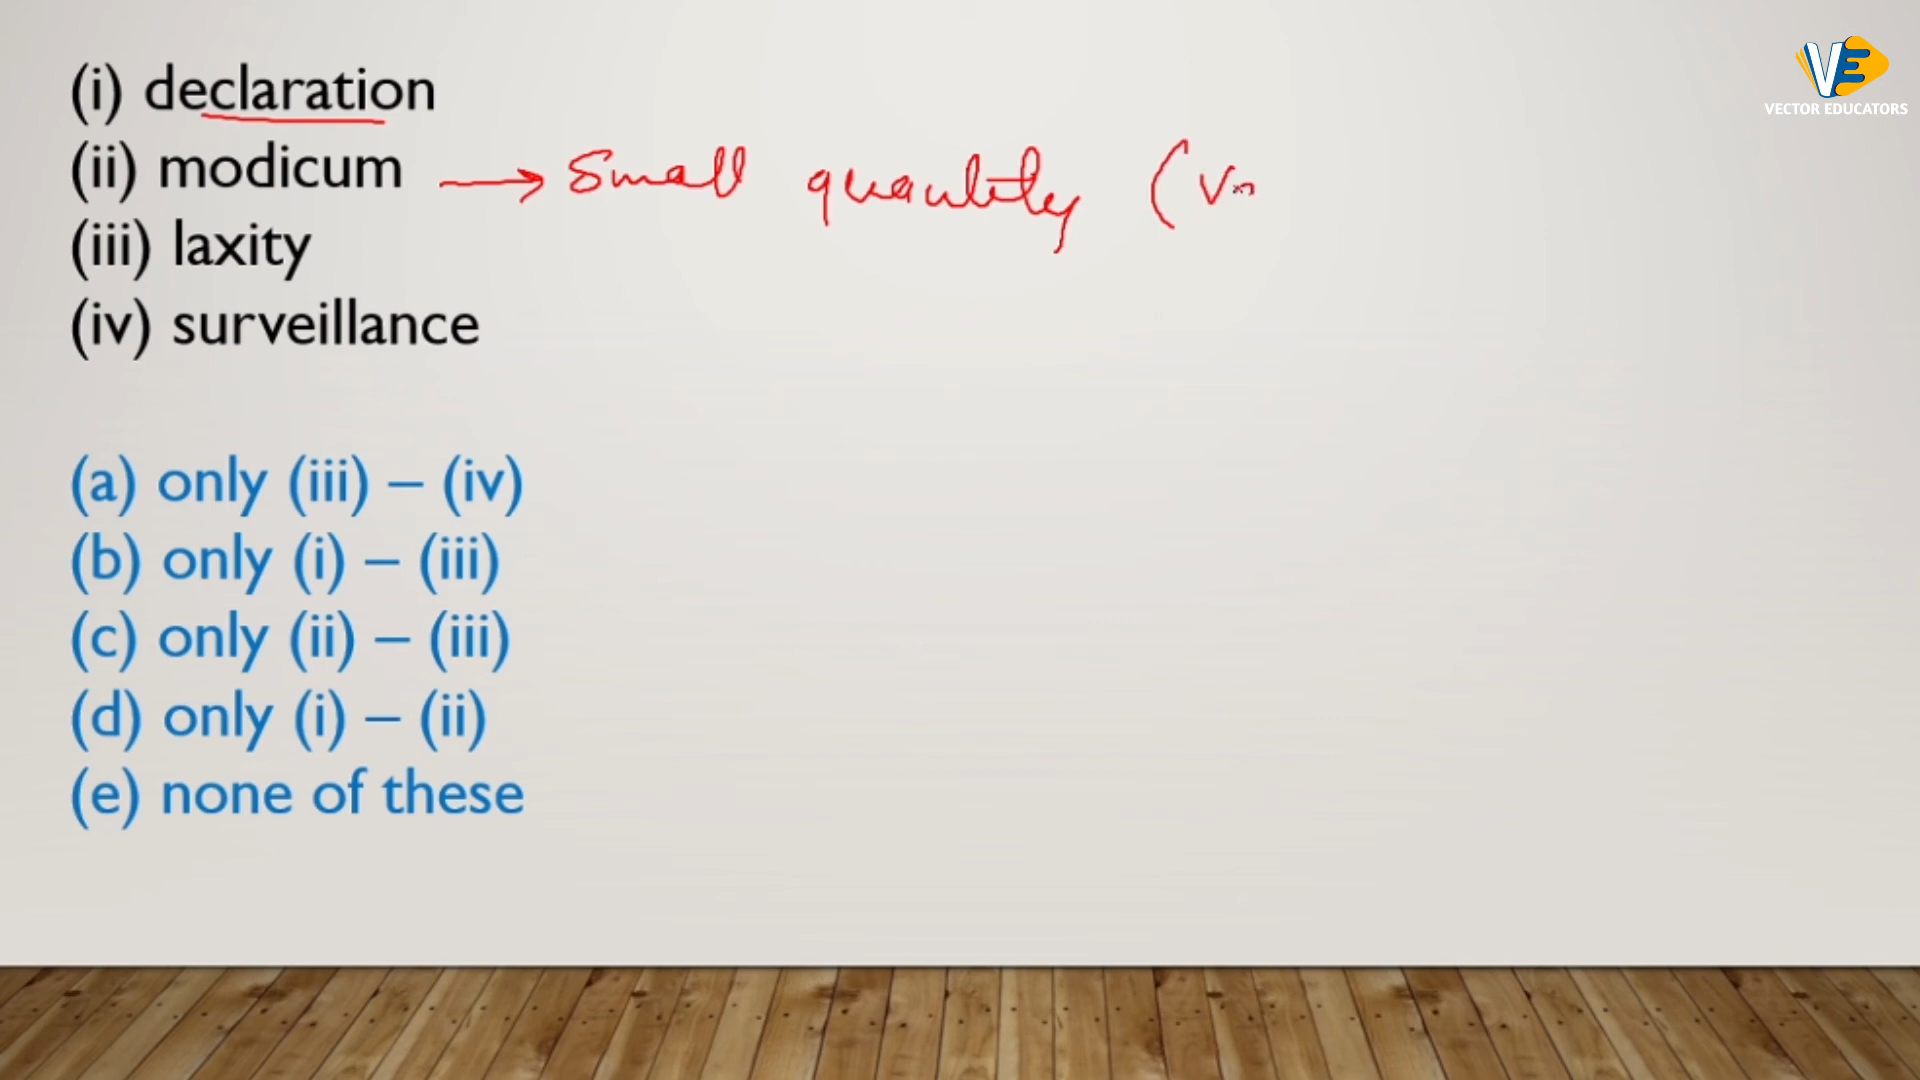 (i) declaration
(ii) modicum → Small quantity (v
(iii) laxity
(iv) surveillance
(a) only (iii) – (iv)
(b) only (i) – (iii)
(c) only (ii) – (iii)
(d) only (i) – (ii)
(e) none of these
VE
VECTOR EDUCATORS